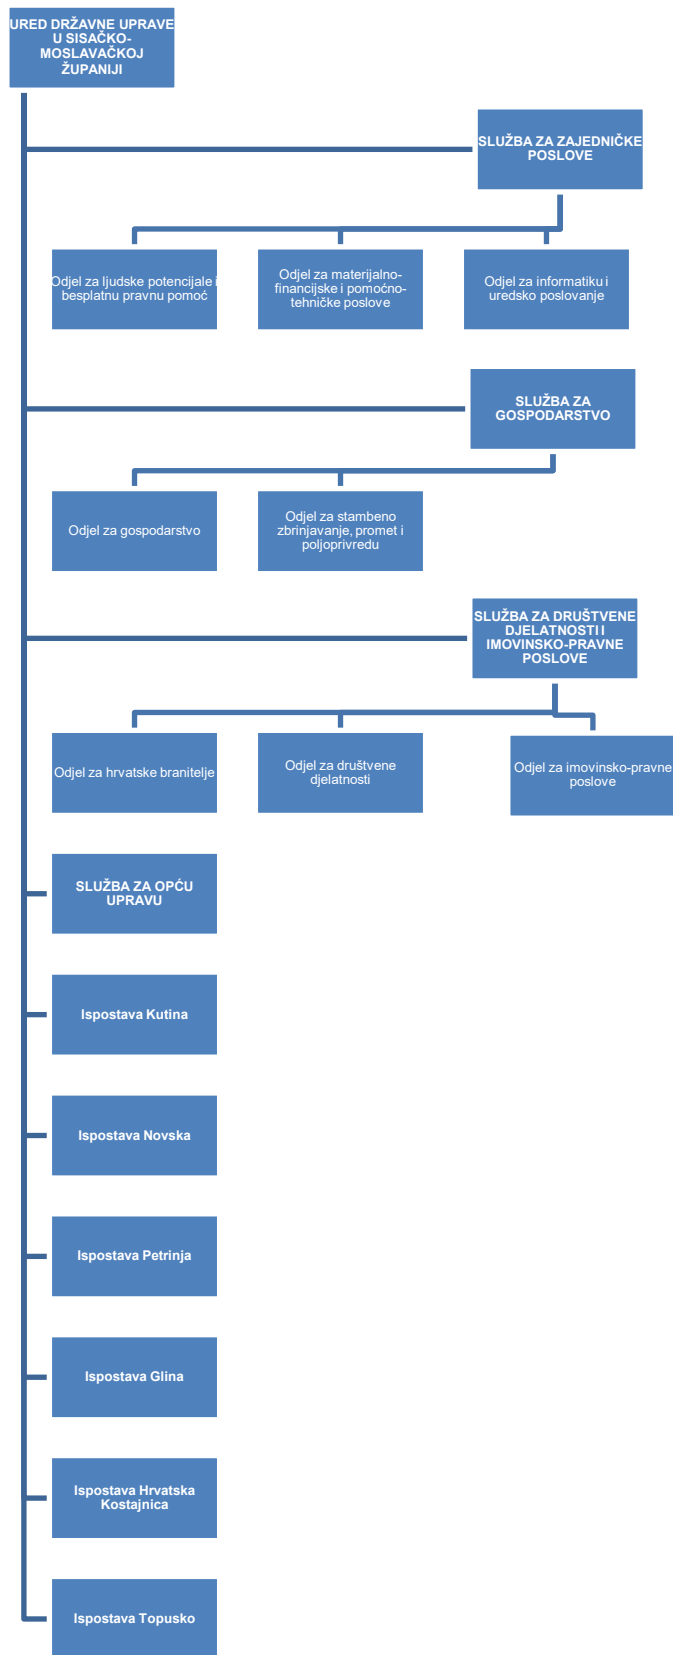 URED DRŽAVNE UPRAVE
U SISAČKO-
MOSLAVAČKOJ
ŽUPANIJI
SLUŽBA ZA ZAJEDNIČKE
POSLOVE
Odjel za ljudske potencijale i
besplatnu pravnu pomoć
Odjel za materijalno-
financijske i pomoćno-
tehničke poslove
Odjel za informatiku i
uredsko poslovanje
SLUŽBA ZA
GOSPODARSTVO
Odjel za gospodarstvo
Odjel za stambeno
zbrinjavanje, promet i
poljoprivredu
SLUŽBA ZA DRUŠTVENE
DJELATNOSTI I
IMOVINSKO-PRAVNE
POSLOVE
Odjel za hrvatske branitelje
Odjel za društvene
djelatnosti
Odjel za imovinsko-pravne
poslove
SLUŽBA ZA OPĆU
UPRAVU
Ispostava Kutina
Ispostava Novska
Ispostava Petrinja
Ispostava Glina
Ispostava Hrvatska
Kostajnica
Ispostava Topusko